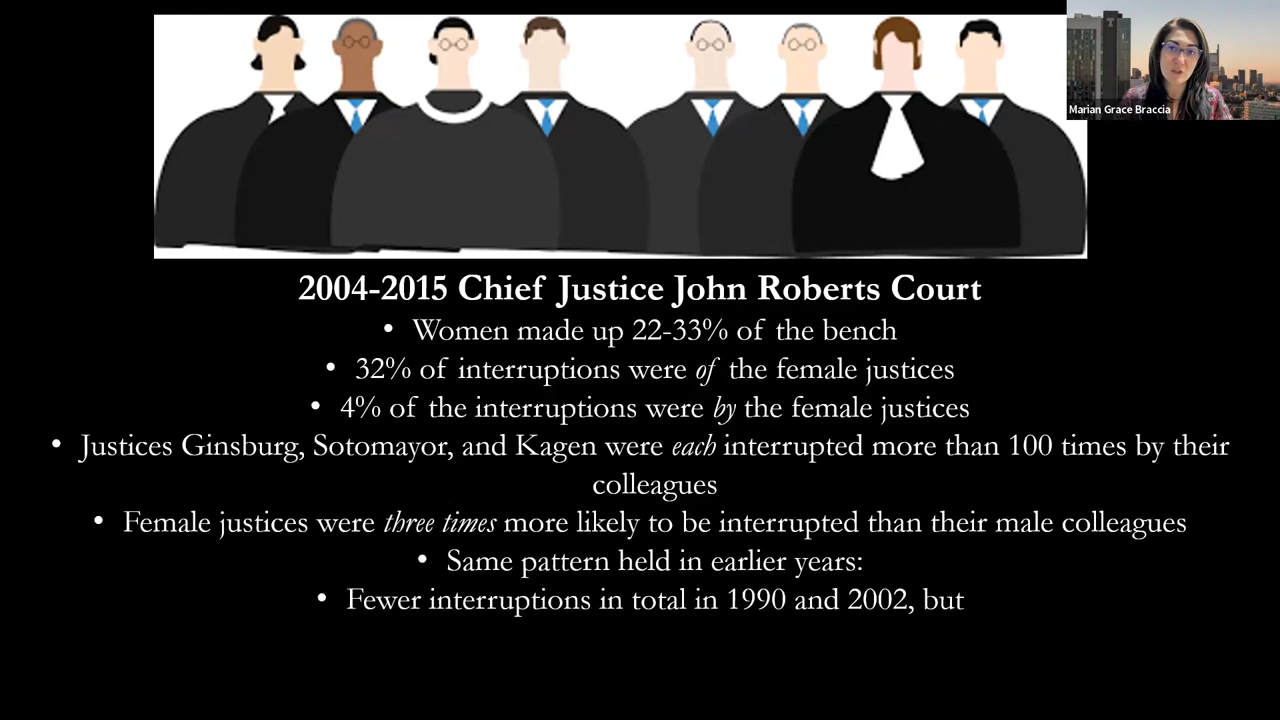 Marian Grace Braccia
2004-2015 Chief Justice John Roberts Court
• Women made up 22-33% of the bench
• 32% of interruptions were of the female justices
• 4% of the interruptions were by the female justices
• Justices Ginsburg, Sotomayor, and Kagen were each interrupted more than 100 times by their
colleagues
• Female justices were three times more likely to be interrupted than their male colleagues
• Same pattern held in earlier years:
• Fewer interruptions in total in 1990 and 2002, but